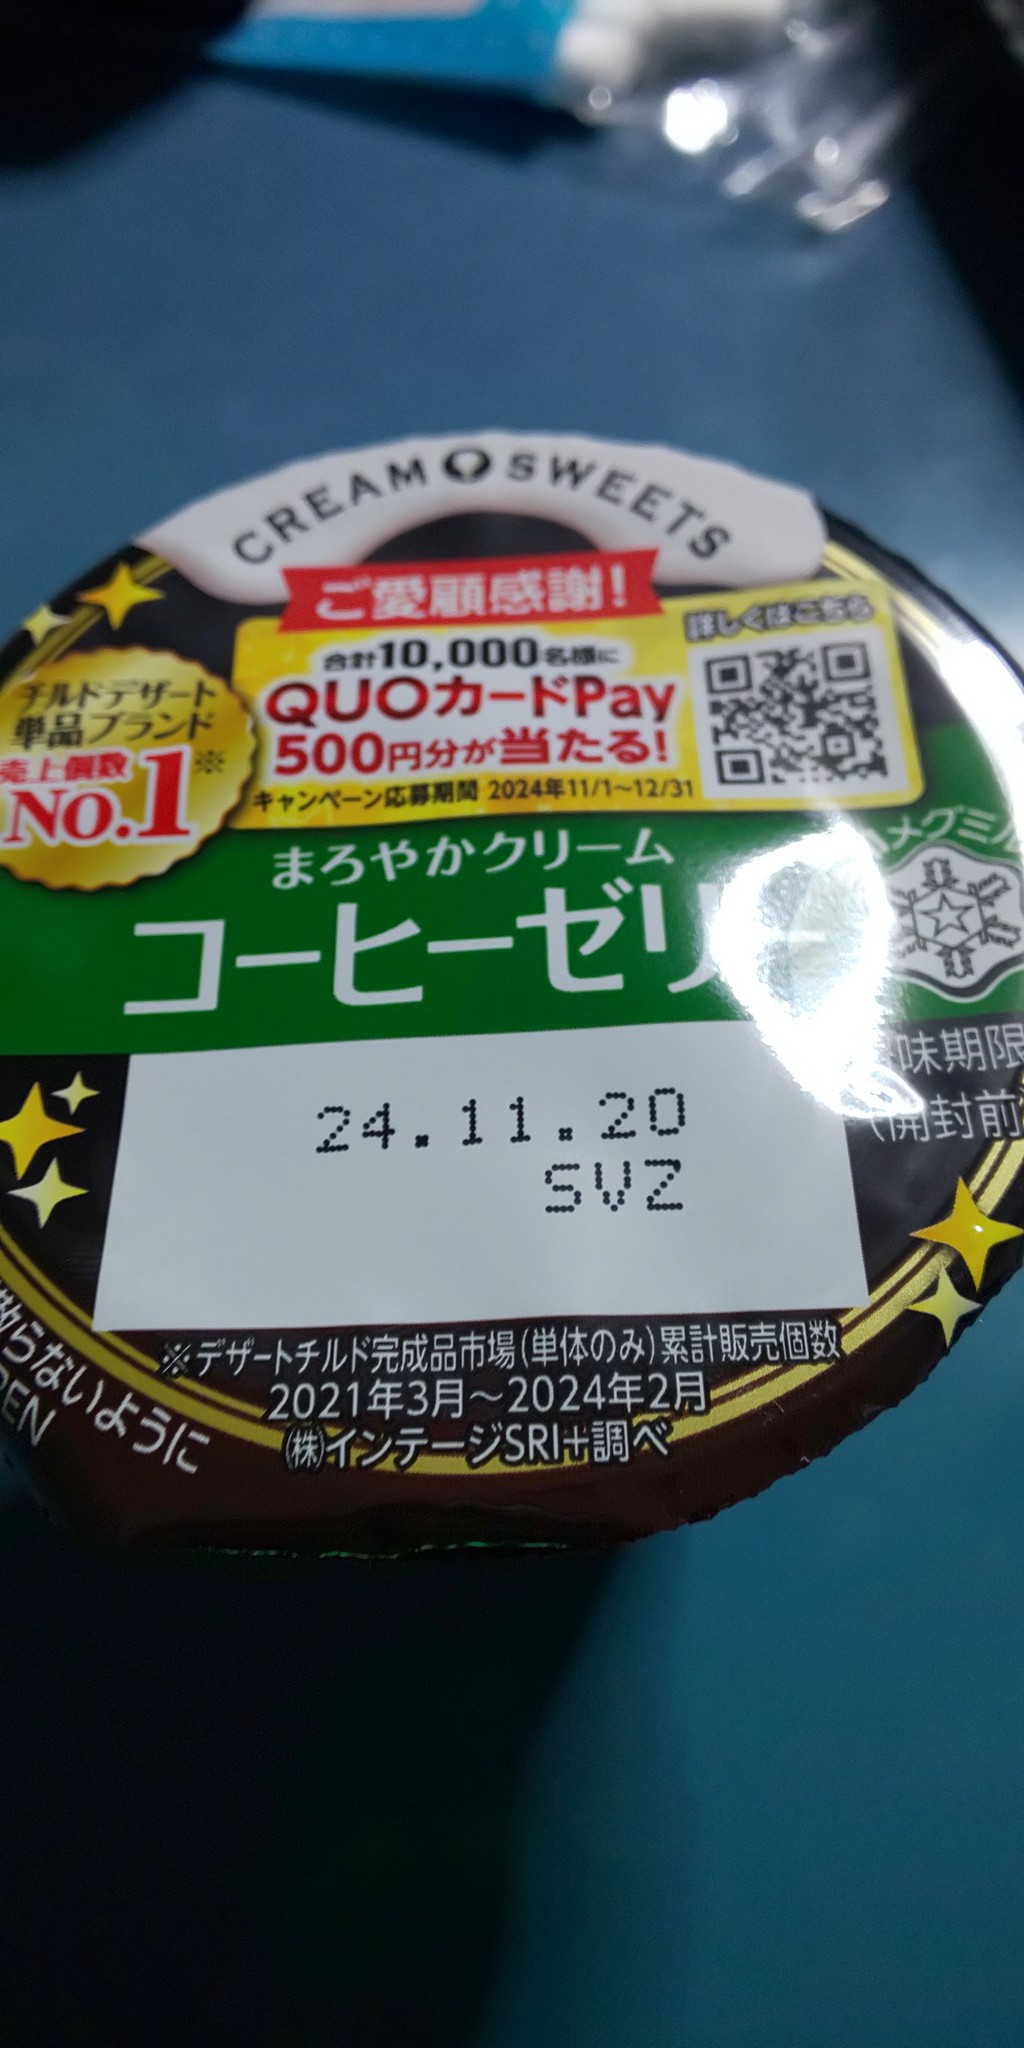 CREAM SWEETS
ご愛顧感謝!
合計10,000名様に
QUOカードPay
500円分が当たる!
キャンペーン応募期間 2024年11/1～12/31
詳しくはこちら
チルドデザート
単品ブランド
売上個数※
No.1
まろやかクリーム
コーヒーゼリ
メグミ
味期限
(開封前
24.11.20
SVZ
※デザートチルド完成品市場(単体のみ)累計販売個数
2021年3月～2024年2月
㈱インテージSRI+調べ
らないように
EN